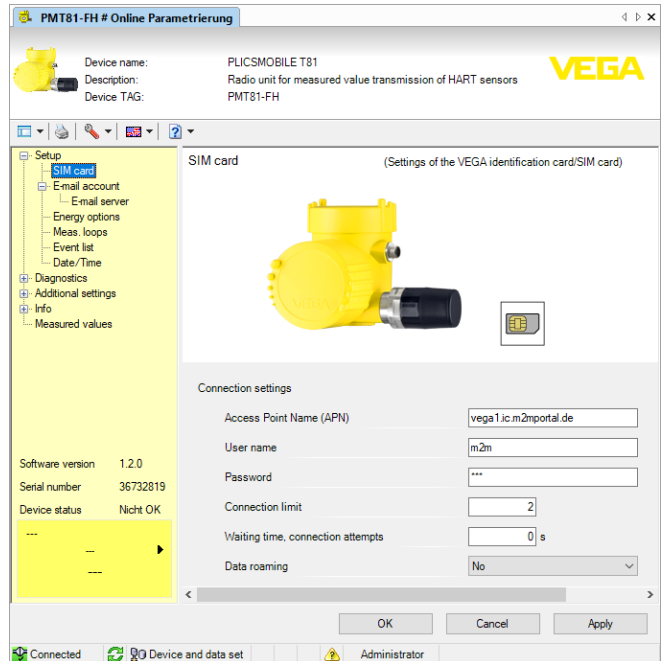 PMT81-FH # Online Parametrierung
Device name: PLICSMOBILE T81
Description: Radio unit for measured value transmission of HART sensors
Device TAG: PMT81-FH
VEGA
Setup
SIM card
E-mail account
E-mail server
Energy options
Meas. loops
Event list
Date/Time
Diagnostics
Additional settings
Info
Measured values
Software version 1.2.0
Serial number 36732819
Device status Nicht OK
---
--
---
SIM card (Settings of the VEGA identification card/SIM card)
VEGA
Connection settings
Access Point Name (APN) vega1.ic.m2mportal.de
User name m2m
Password ***
Connection limit 2
Waiting time, connection attempts 0 s
Data roaming No
OK Cancel Apply
Connected Device and data set Administrator